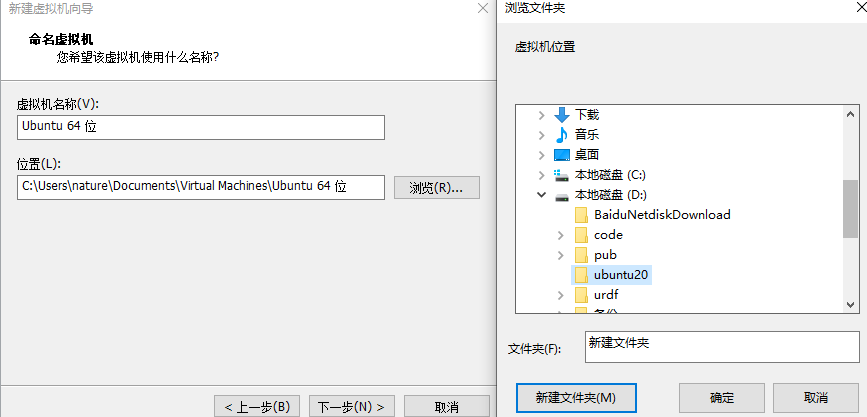 新建虚拟机向导
命名虚拟机
您希望该虚拟机使用什么名称?
虚拟机名称(V):
Ubuntu 64 位
位置(L):
C:\Users\nature\Documents\Virtual Machines\Ubuntu 64 位
浏览(R)...
< 上一步(B)
下一步(N) >
取消
浏览文件夹
虚拟机位置
下载
音乐
桌面
本地磁盘 (C:)
本地磁盘 (D:)
BaiduNetdiskDownload
code
pub
ubuntu20
urdf
文件夹(F):
新建文件夹
新建文件夹(M)
确定
取消